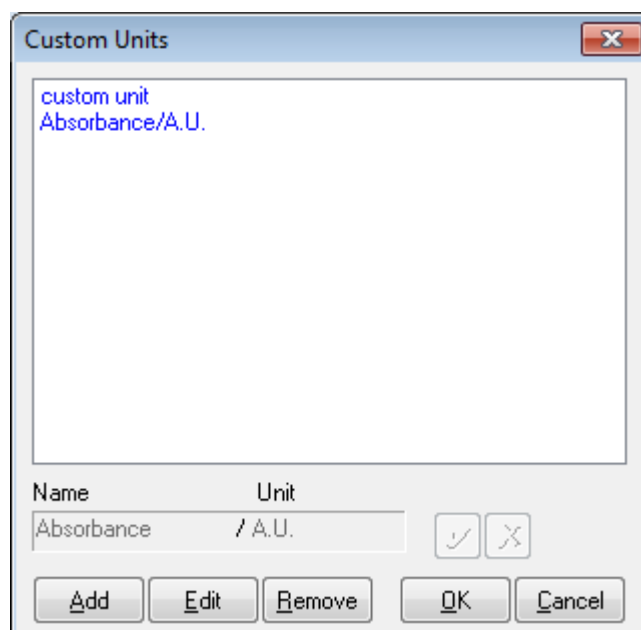 Custom Units
custom unit
Absorbance/A.U.
Name Unit
Absorbance / A.U.
Add Edit Remove OK Cancel